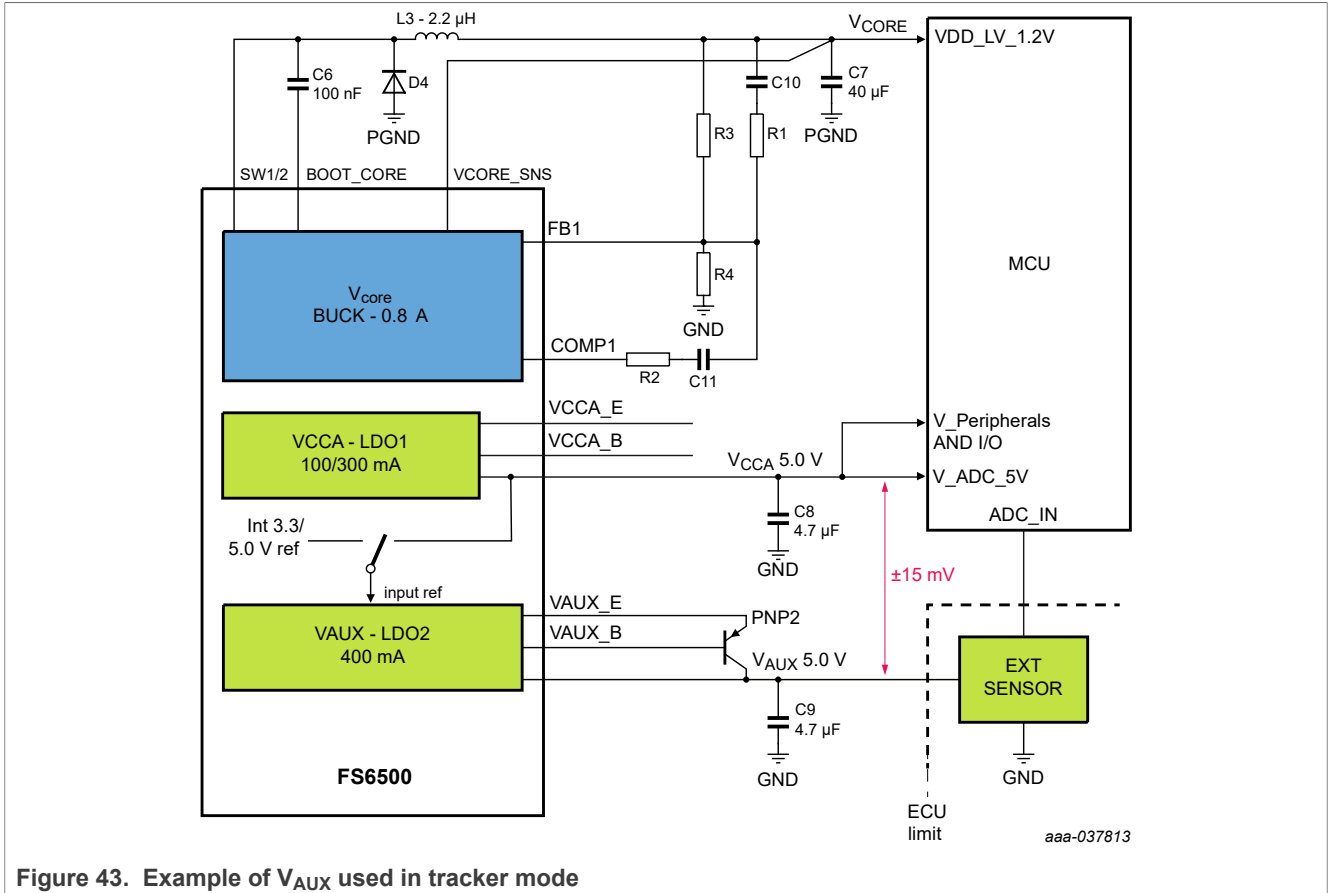 L3 - 2.2 µH
VCORE
VDD_LV_1.2V
C6
100 nF
D4
PGND
C10
C7
40 µF
R3
R1
PGND
SW1/2
BOOT_CORE
VCORE_SNS
FB1
Vcore
BUCK - 0.8 A
R4
GND
MCU
COMP1
R2
C11
VCCA_E
VCCA - LDO1
100/300 mA
VCCA_B
V_Peripherals
AND I/O
VCCA 5.0 V
V_ADC_5V
Int 3.3/
5.0 V ref
C8
4.7 µF
GND
ADC_IN
±15 mV
input ref
VAUX_E
PNP2
VAUX - LDO2
400 mA
VAUX_B
VAUX 5.0 V
EXT
SENSOR
C9
4.7 µF
GND
GND
FS6500
ECU
limit
aaa-037813
Figure 43. Example of VAUX used in tracker mode